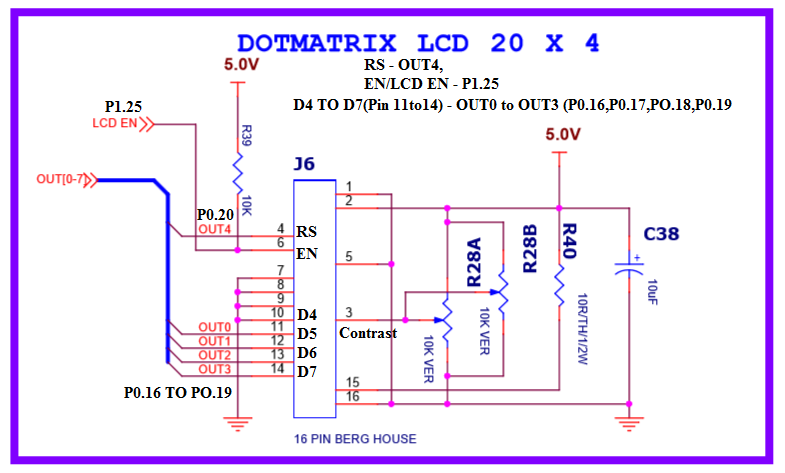 DOTMATRIX LCD 20 X 4
RS - OUT4,
5.0V
EN/LCD EN - P1.25
D4 TO D7(Pin 11to14) - OUT0 to OUT3 (P0.16,P0.17,PO.18,P0.19
P1.25
LCD EN
R39
10K
5.0V
J6
OUT[0-7]
P0.20
OUT4
4
RS
6
EN
7
8
9
10
D4
OUT0
11
D5
OUT1
12
OUT2
13
D6
OUT3
14
D7
P0.16 TO PO.19
1
2
5
3
Contrast
15
16
R28A
10K VER
R28B
10K VER
R40
10R/TH/1/2W
C38
+
10uF
16 PIN BERG HOUSE